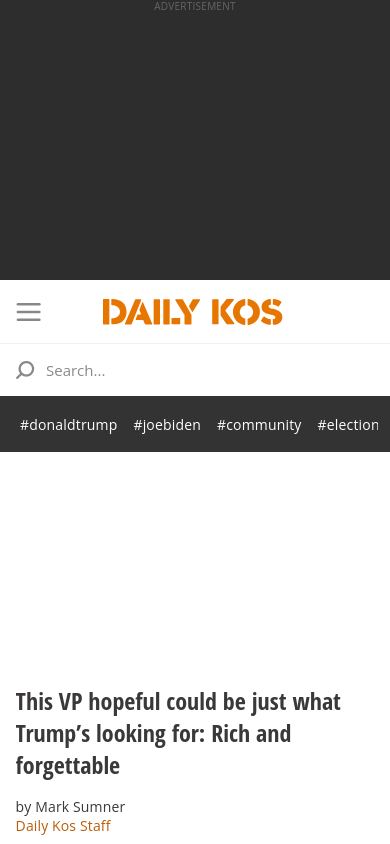 ADVERTISEMENT
DAILY KOS
Search...
#donaldtrump #joebiden #community #election
This VP hopeful could be just what
Trump’s looking for: Rich and
forgettable
by Mark Sumner
Daily Kos Staff